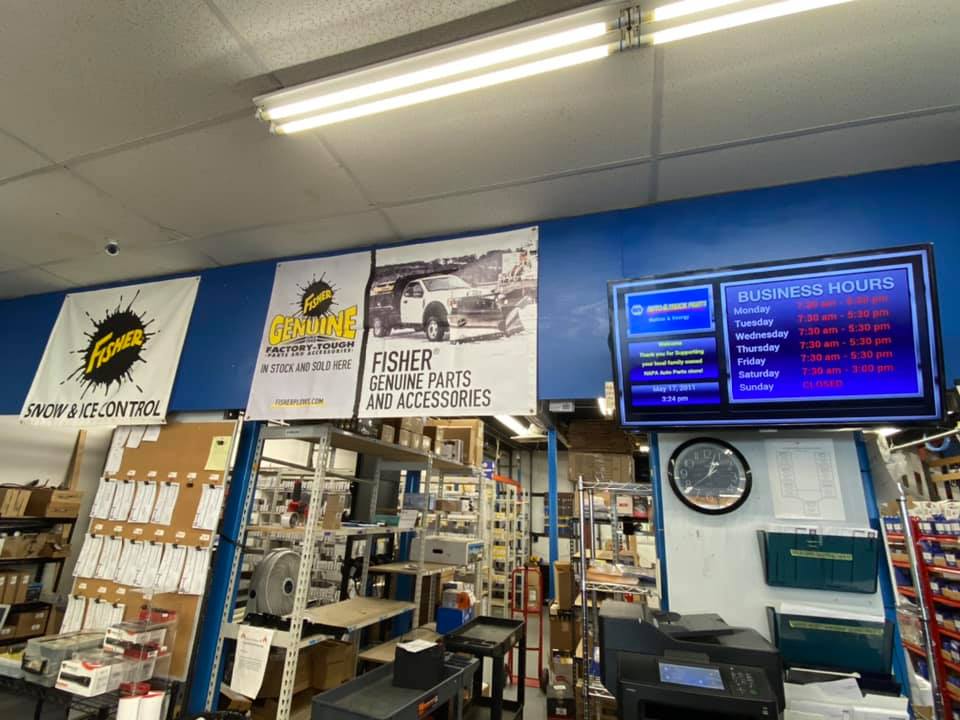 FISHER
SNOW & ICE CONTROL
FISHER
GENUINE
FACTORY-TOUGH
PARTS AND ACCESSORIES
IN STOCK AND SOLD HERE
FISHERPLOWS.COM
FISHER®
GENUINE PARTS
AND ACCESSORIES
NAPA AUTO & TRUCK PARTS
Welcome
Thank you for Supporting
your local family owned
NAPA Auto Parts store!
May 17, 2011
3:24 pm
BUSINESS HOURS
Monday 7:30 am - 5:30 pm
Tuesday 7:30 am - 5:30 pm
Wednesday 7:30 am - 5:30 pm
Thursday 7:30 am - 5:30 pm
Friday 7:30 am - 5:30 pm
Saturday 7:30 am - 3:00 pm
Sunday CLOSED